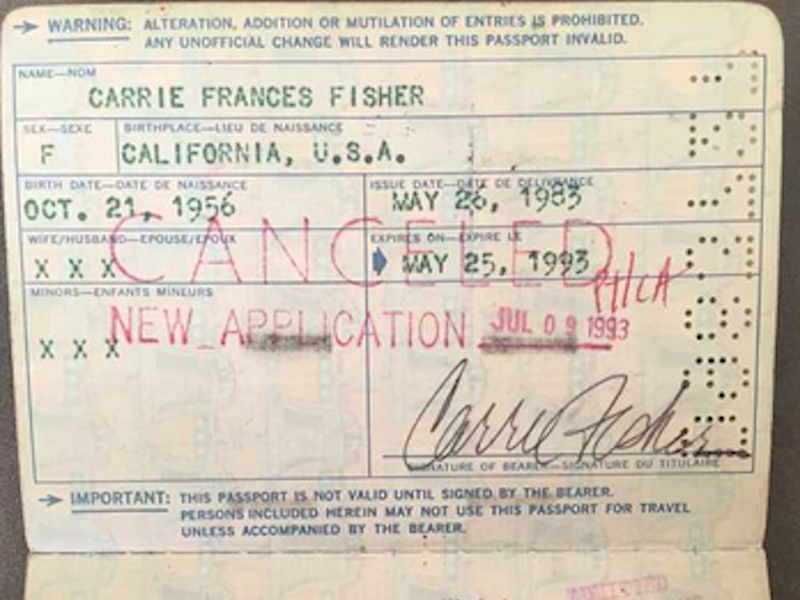 → WARNING: ALTERATION, ADDITION OR MUTILATION OF ENTRIES IS PROHIBITED.
ANY UNOFFICIAL CHANGE WILL RENDER THIS PASSPORT INVALID.
NAME—NOM
CARRIE FRANCES FISHER
SEX—SEXE BIRTHPLACE—LIEU DE NAISSANCE
F CALIFORNIA, U.S.A.
BIRTH DATE—DATE DE NAISSANCE ISSUE DATE—DATE DE DELIVRANCE
OCT. 21, 1956 MAY 26, 1983
WIFE/HUSBAND—EPOUSE/EPOUX EXPIRES ON—EXPIRE LE
X X X MAY 25, 1993
CANCELED
MINORS—ENFANTS MINEURS
NEW APPLICATION JUL 09 1993
X X X
Carrie Fisher
SIGNATURE OF BEARER—SIGNATURE DU TITULAIRE
→ IMPORTANT: THIS PASSPORT IS NOT VALID UNTIL SIGNED BY THE BEARER.
PERSONS INCLUDED HEREIN MAY NOT USE THIS PASSPORT FOR TRAVEL
UNLESS ACCOMPANIED BY THE BEARER.
ADMITTED